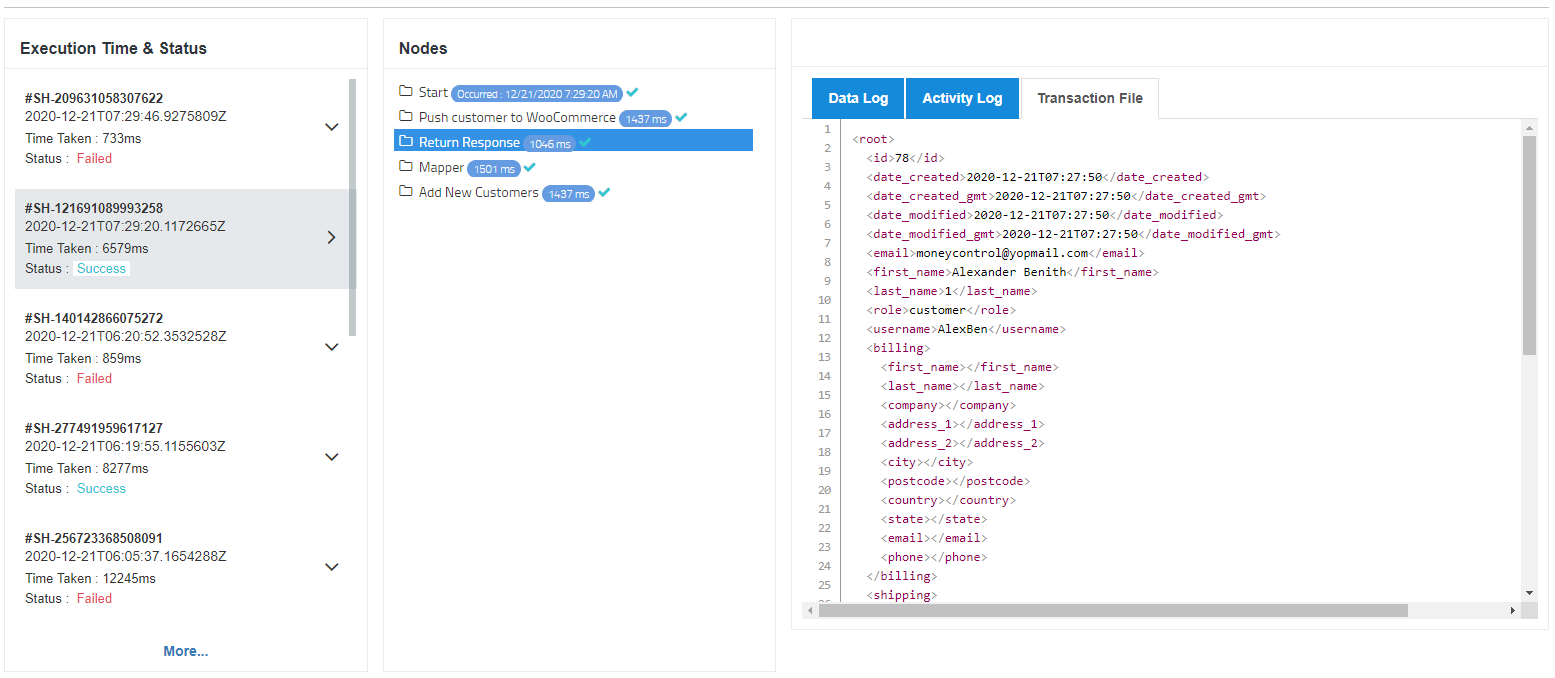 Execution Time & Status
#SH-209631058307622
2020-12-21T07:29:46.9275809Z
Time Taken : 733ms
Status : Failed
#SH-121691089993258
2020-12-21T07:29:20.1172665Z
Time Taken : 6579ms
Status : Success
#SH-140142866075272
2020-12-21T06:20:52.3532528Z
Time Taken : 859ms
Status : Failed
#SH-277491959617127
2020-12-21T06:19:55.1155603Z
Time Taken : 8277ms
Status : Success
#SH-256723368508091
2020-12-21T06:05:37.1654288Z
Time Taken : 12245ms
Status : Failed
More...
Nodes
Start Occurred : 12/21/2020 7:29:20 AM
Push customer to WooCommerce 1437 ms
Return Response 1046 ms
Mapper 1501 ms
Add New Customers 1437 ms
Data Log Activity Log Transaction File
1
2 <root>
3 <id>78</id>
4 <date_created>2020-12-21T07:27:50</date_created>
5 <date_created_gmt>2020-12-21T07:27:50</date_created_gmt>
6 <date_modified>2020-12-21T07:27:50</date_modified>
7 <date_modified_gmt>2020-12-21T07:27:50</date_modified_gmt>
8 <email>moneycontrol@yopmail.com</email>
9 <first_name>Alexander Benith</first_name>
10 <last_name>1</last_name>
11 <role>customer</role>
12 <username>AlexBen</username>
13 <billing>
14 <first_name></first_name>
15 <last_name></last_name>
16 <company></company>
17 <address_1></address_1>
18 <address_2></address_2>
19 <city></city>
20 <postcode></postcode>
21 <country></country>
22 <state></state>
23 <email></email>
24 <phone></phone>
25 </billing>
<shipping>